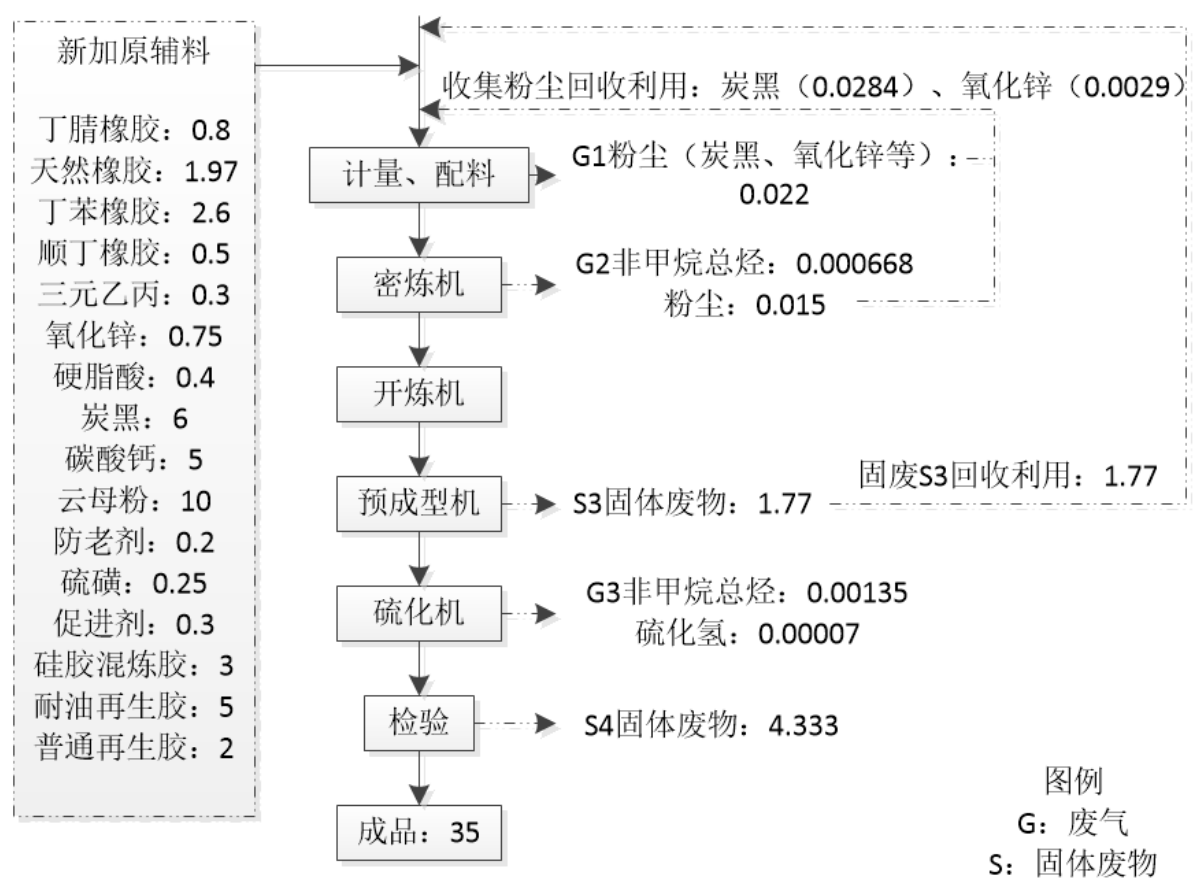 新加原辅料
丁腈橡胶：0.8
天然橡胶：1.97
丁苯橡胶：2.6
顺丁橡胶：0.5
三元乙丙：0.3
氧化锌：0.75
硬脂酸：0.4
炭黑：6
碳酸钙：5
云母粉：10
防老剂：0.2
硫磺：0.25
促进剂：0.3
硅胶混炼胶：3
耐油再生胶：5
普通再生胶：2
收集粉尘回收利用：炭黑（0.0284）、氧化锌（0.0029）
计量、配料
G1粉尘（炭黑、氧化锌等）：
0.022
密炼机
G2非甲烷总烃：0.000668
粉尘：0.015
开炼机
预成型机
S3固体废物：1.77
固废S3回收利用：1.77
硫化机
G3非甲烷总烃：0.00135
硫化氢：0.00007
检验
S4固体废物：4.333
成品：35
图例
G：废气
S：固体废物